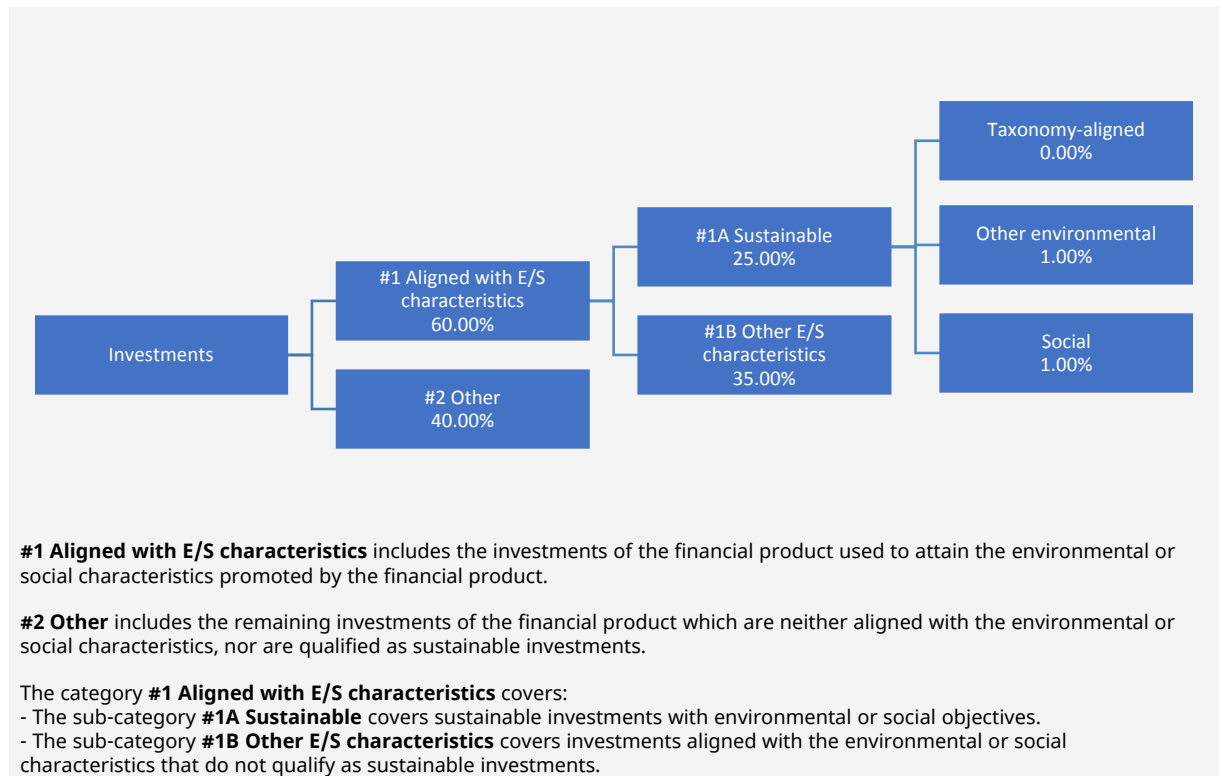 Taxonomy-aligned
0.00%
#1A Sustainable
25.00%
Other environmental
1.00%
#1 Aligned with E/S
characteristics
60.00%
Investments
#1B Other E/S
characteristics
35.00%
Social
1.00%
#2 Other
40.00%
#1 Aligned with E/S characteristics includes the investments of the financial product used to attain the environmental or
social characteristics promoted by the financial product.
#2 Other includes the remaining investments of the financial product which are neither aligned with the environmental or
social characteristics, nor are qualified as sustainable investments.
The category #1 Aligned with E/S characteristics covers:
- The sub-category #1A Sustainable covers sustainable investments with environmental or social objectives.
- The sub-category #1B Other E/S characteristics covers investments aligned with the environmental or social
characteristics that do not qualify as sustainable investments.